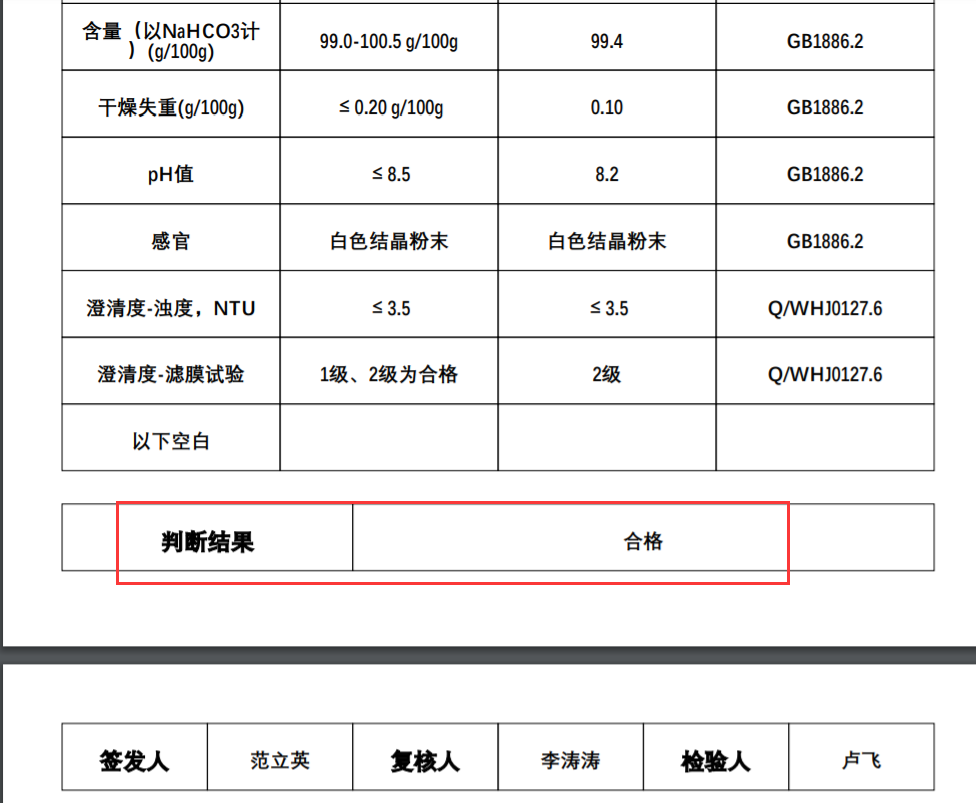 含量（以NaHCO3计
）(g/100g)
99.0-100.5 g/100g
99.4
GB1886.2
干燥失重(g/100g)
≤ 0.20 g/100g
0.10
GB1886.2
pH值
≤ 8.5
8.2
GB1886.2
感官
白色结晶粉末
白色结晶粉末
GB1886.2
澄清度-浊度，NTU
≤ 3.5
≤ 3.5
Q/WHJ0127.6
澄清度-滤膜试验
1级、2级为合格
2级
Q/WHJ0127.6
以下空白
判断结果
合格
签发人
范立英
复核人
李涛涛
检验人
卢飞